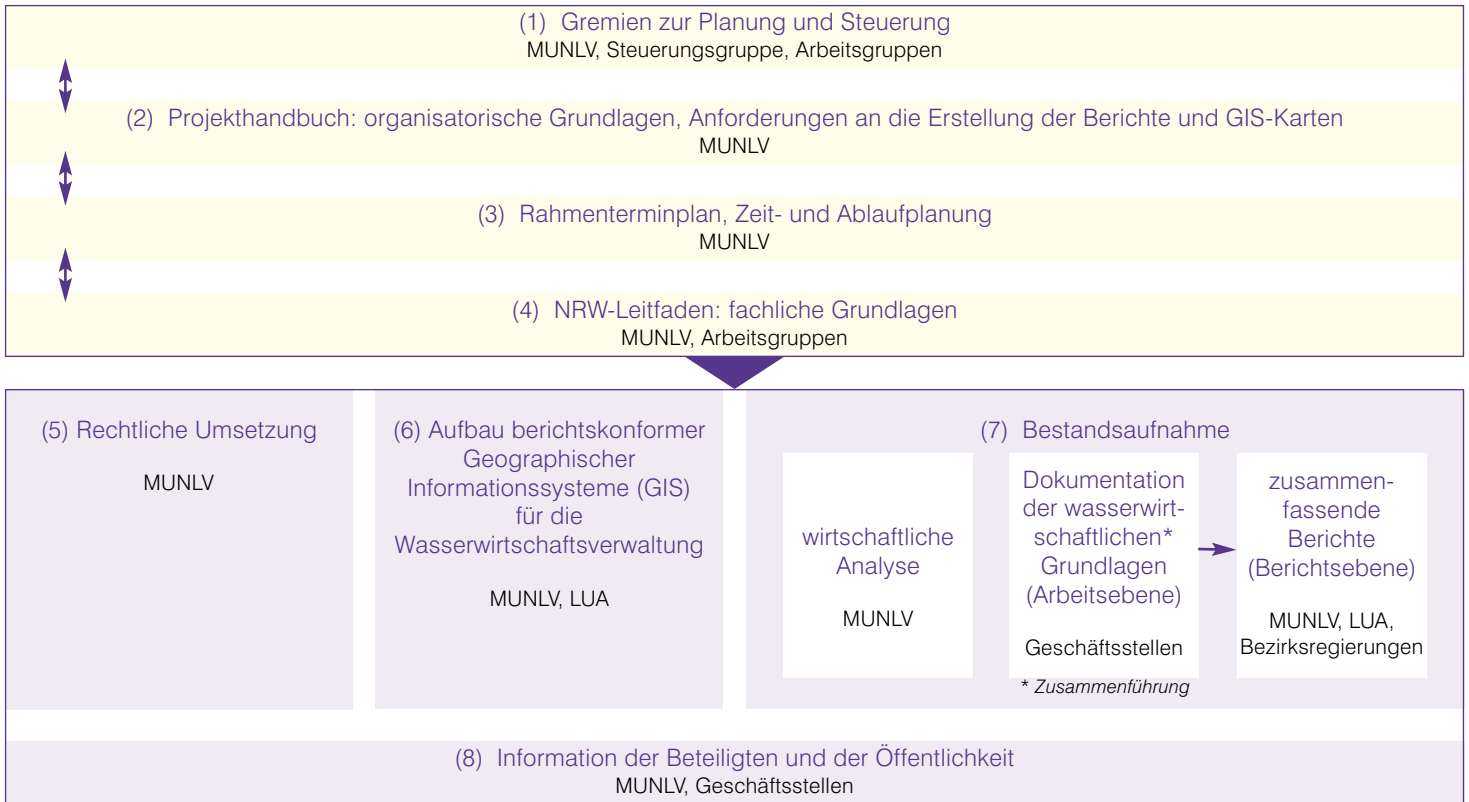 (1) Gremien zur Planung und Steuerung
MUNLV, Steuerungsgruppe, Arbeitsgruppen
(2) Projekthandbuch: organisatorische Grundlagen, Anforderungen an die Erstellung der Berichte und GIS-Karten
MUNLV
(3) Rahmenterminplan, Zeit- und Ablaufplanung
MUNLV
(4) NRW-Leitfaden: fachliche Grundlagen
MUNLV, Arbeitsgruppen
(5) Rechtliche Umsetzung
MUNLV
(6) Aufbau berichtskonformer
Geographischer
Informationssysteme (GIS)
für die
Wasserwirtschaftsverwaltung
MUNLV, LUA
(7) Bestandsaufnahme
wirtschaftliche
Analyse
MUNLV
Dokumentation
der wasserwirt-
schaftlichen*
Grundlagen
(Arbeitsebene)
Geschäftsstellen
* Zusammenführung
zusammen-
fassende
Berichte
(Berichtsebene)
MUNLV, LUA,
Bezirksregierungen
(8) Information der Beteiligten und der Öffentlichkeit
MUNLV, Geschäftsstellen